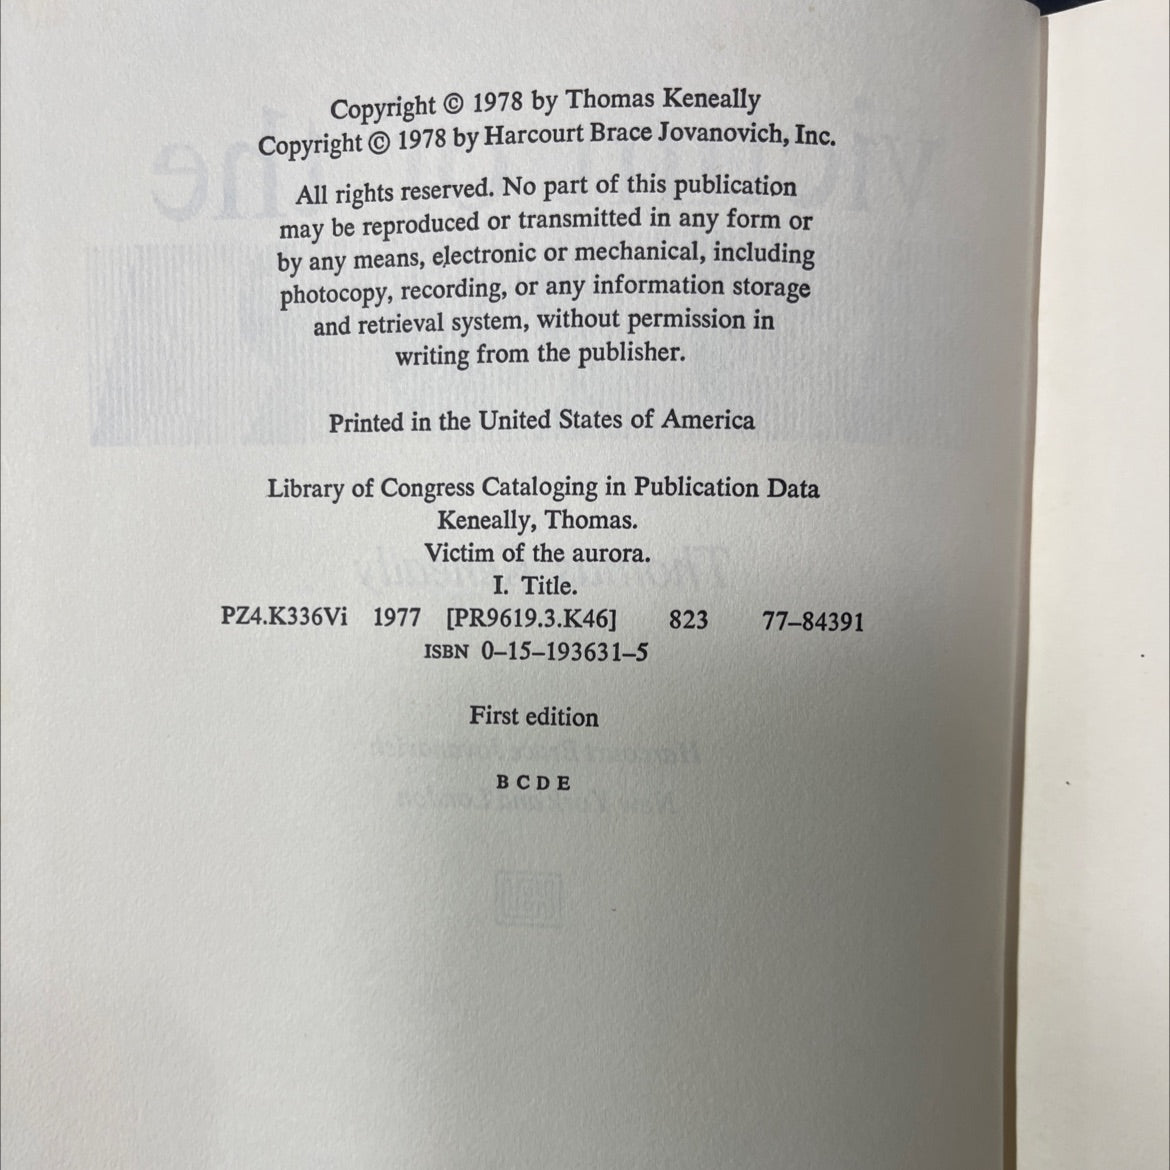 Copyright © 1978 by Thomas Keneally
Copyright © 1978 by Harcourt Brace Jovanovich, Inc.
All rights reserved. No part of this publication
may be reproduced or transmitted in any form or
by any means, electronic or mechanical, including
photocopy, recording, or any information storage
and retrieval system, without permission in
writing from the publisher.
Printed in the United States of America
Library of Congress Cataloging in Publication Data
Keneally, Thomas.
Victim of the aurora.
I. Title.
PZ4.K336Vi 1977 [PR9619.3.K46] 823 77–84391
ISBN 0–15–193631–5
First edition
B C D E